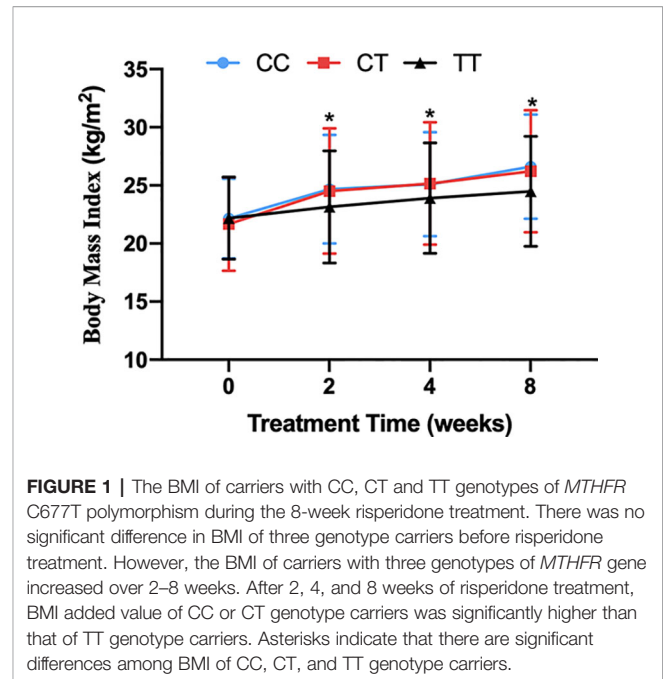 CC CT TT
35
30
25
20
15
10
* * *
Body Mass Index (kg/m²)
0 2 4 8
Treatment Time (weeks)
FIGURE 1 | The BMI of carriers with CC, CT and TT genotypes of MTHFR
C677T polymorphism during the 8-week risperidone treatment. There was no
significant difference in BMI of three genotype carriers before risperidone
treatment. However, the BMI of carriers with three genotypes of MTHFR gene
increased over 2–8 weeks. After 2, 4, and 8 weeks of risperidone treatment,
BMI added value of CC or CT genotype carriers was significantly higher than
that of TT genotype carriers. Asterisks indicate that there are significant
differences among BMI of CC, CT, and TT genotype carriers.